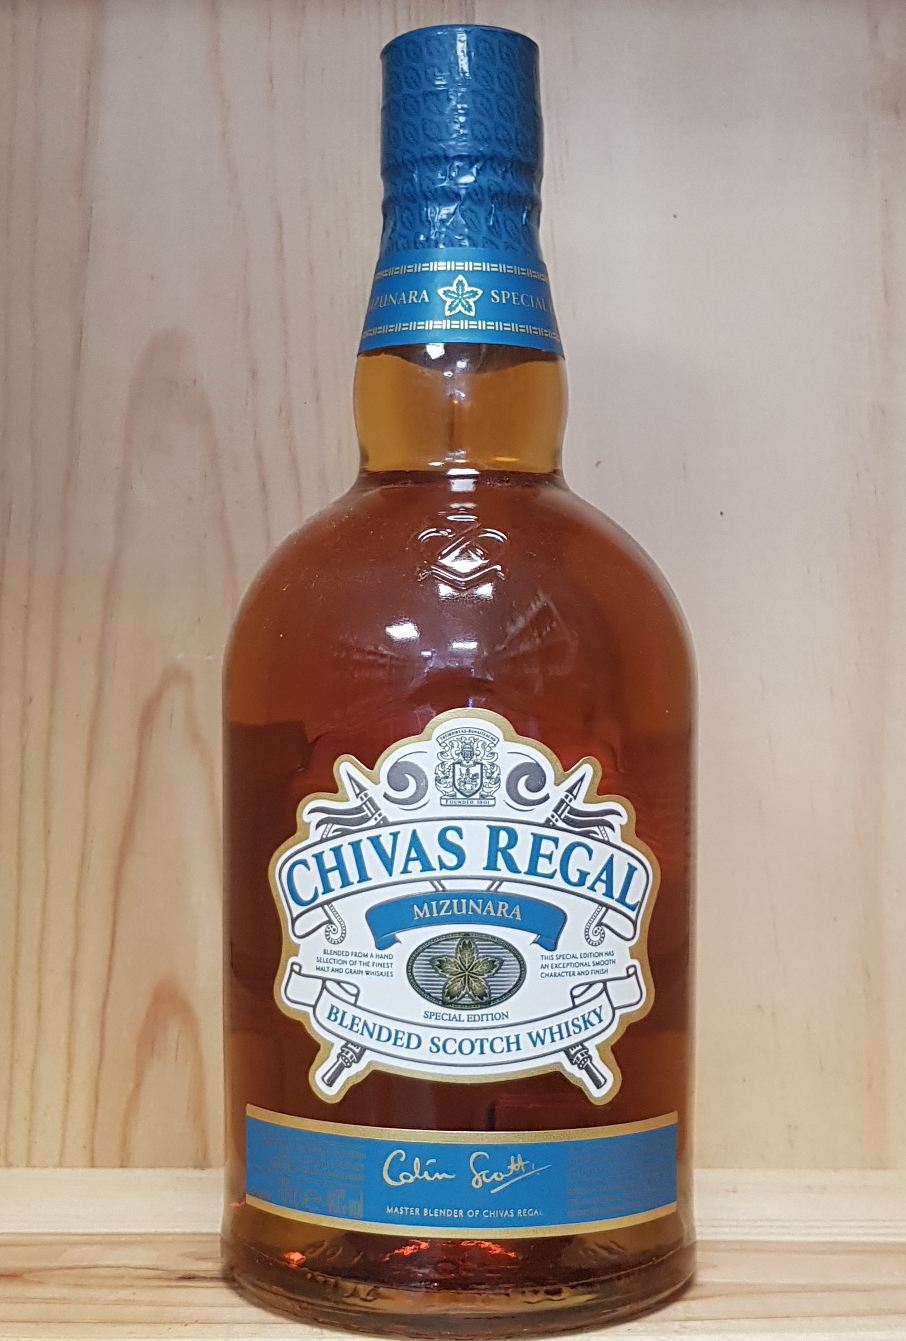 MIZUNARA SPECIAL
FOUNDED 1801
CHIVAS REGAL
MIZUNARA
BLENDED FROM A HAND
SELECTION OF THE FINEST
MALT AND GRAIN WHISKIES
THIS SPECIAL EDITION HAS
AN EXCEPTIONAL SMOOTH
CHARACTER AND FINISH
SPECIAL EDITION
BLENDED SCOTCH WHISKY
Colin Scott
MASTER BLENDER OF CHIVAS REGAL